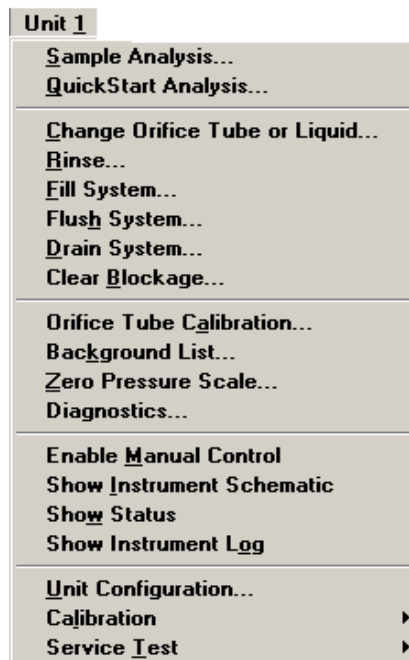 Unit 1
Sample Analysis...
QuickStart Analysis...
Change Orifice Tube or Liquid...
Rinse...
Fill System...
Flush System...
Drain System...
Clear Blockage...
Orifice Tube Calibration...
Background List...
Zero Pressure Scale...
Diagnostics...
Enable Manual Control
Show Instrument Schematic
Show Status
Show Instrument Log
Unit Configuration...
Calibration
Service Test